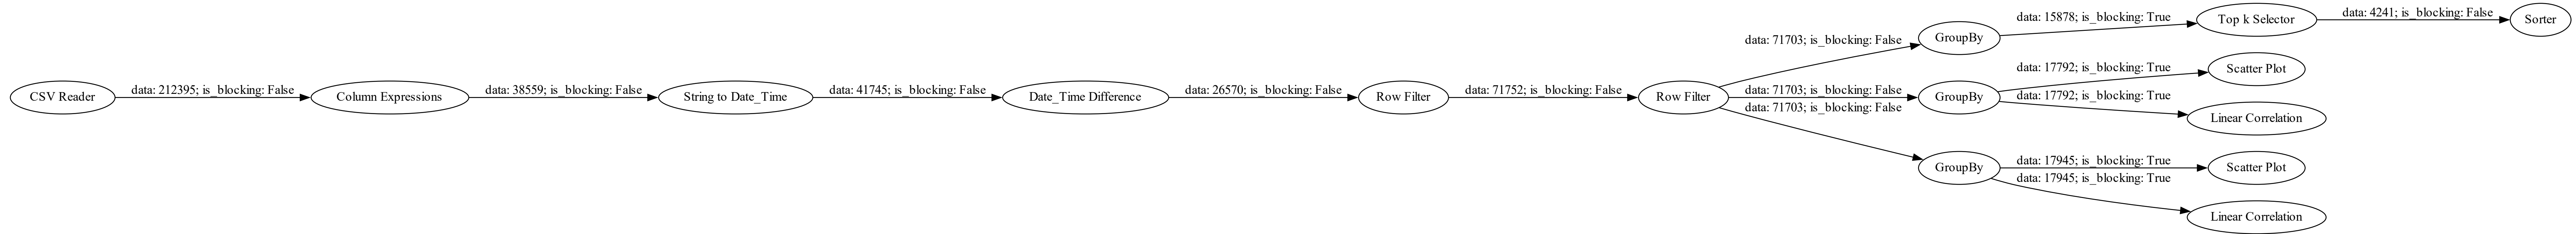 CSV Reader
data: 212395; is_blocking: False
Column Expressions
data: 38559; is_blocking: False
String to Date_Time
data: 41745; is_blocking: False
Date_Time Difference
data: 26570; is_blocking: False
Row Filter
data: 71752; is_blocking: False
Row Filter
data: 71703; is_blocking: False
GroupBy
data: 15878; is_blocking: True
Top k Selector
data: 4241; is_blocking: False
Sorter
data: 71703; is_blocking: False
GroupBy
data: 17792; is_blocking: True
Scatter Plot
data: 17792; is_blocking: True
Linear Correlation
data: 71703; is_blocking: False
GroupBy
data: 17945; is_blocking: True
Scatter Plot
data: 17945; is_blocking: True
Linear Correlation